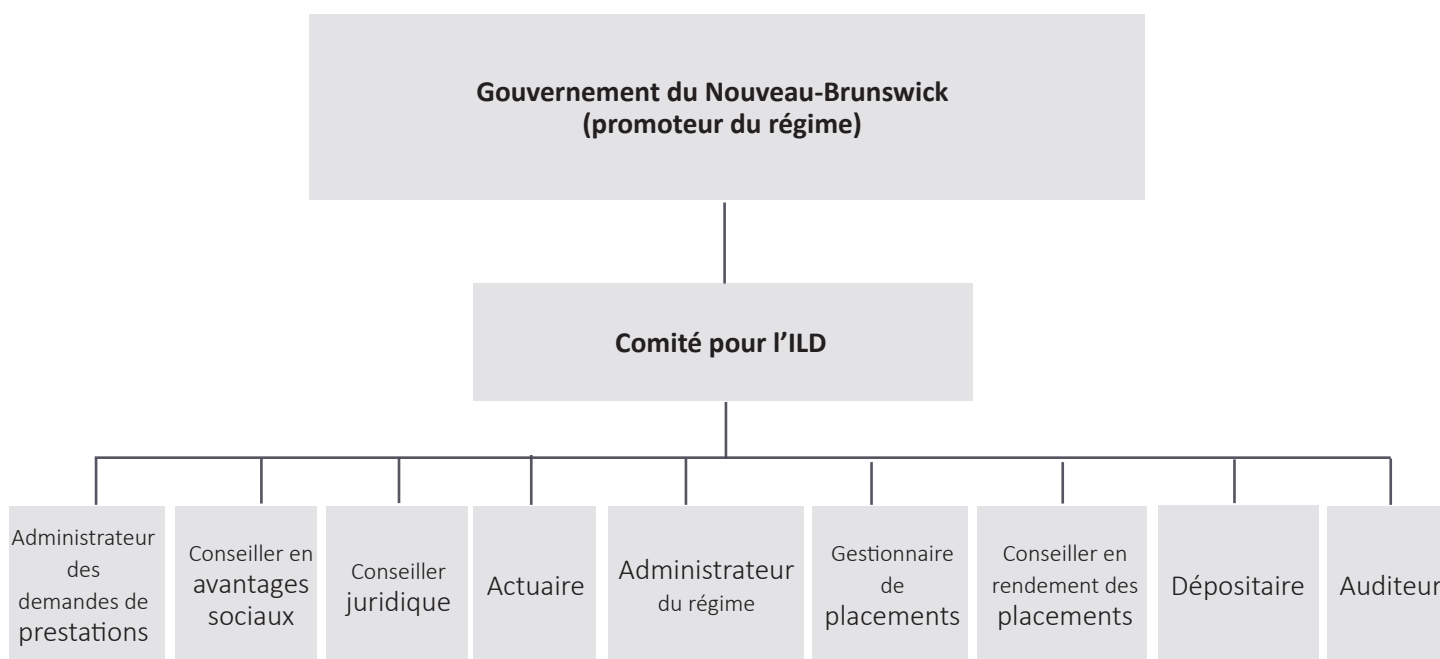 Gouvernement du Nouveau-Brunswick
(promoteur du régime)
Comité pour l'ILD
Administrateur
des
demandes de
prestations
Conseiller en
avantages
sociaux
Conseiller
juridique
Actuaire
Administrateur
du régime
Gestionnaire
de
placements
Conseiller en
rendement des
placements
Dépositaire
Auditeur